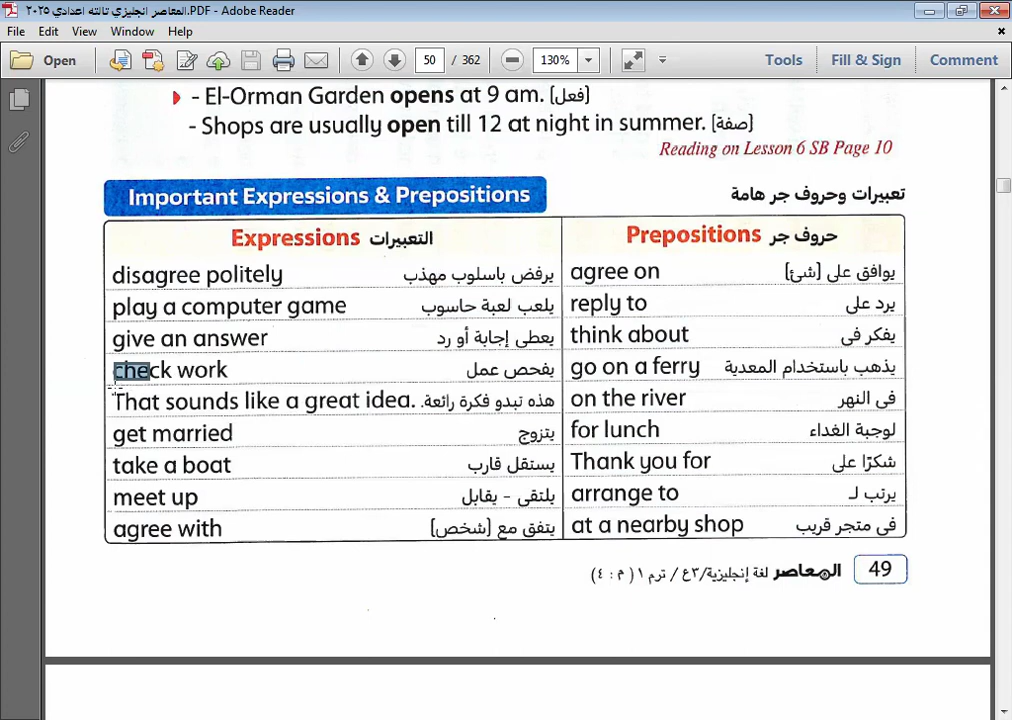 المعاصر انجليزي تالته اعدادي ٢٠٢٥.PDF - Adobe Reader
File Edit View Window Help
Open 50 / 362 130% Tools Fill & Sign Comment
- El-Orman Garden opens at 9 am. [فعل]
- Shops are usually open till 12 at night in summer. [صفة]
Reading on Lesson 6 SB Page 10
Important Expressions & Prepositions تعبيرات وحروف جر هامة
Expressions التعبيرات Prepositions حروف جر
disagree politely يرفض باسلوب مهذب agree on يوافق على [شئ]
play a computer game يلعب لعبة حاسوب reply to يرد على
give an answer يعطى إجابة أو رد think about يفكر فى
check work يفحص عمل go on a ferry يذهب باستخدام المعدية
That sounds like a great idea. هذه تبدو فكرة رائعة. on the river فى النهر
get married يتزوج for lunch لوجبة الغداء
take a boat يستقل قارب Thank you for شكرًا على
meet up يلتقى - يقابل arrange to يرتب لـ
agree with يتفق مع [شخص] at a nearby shop فى متجر قريب
المعاصر لغة إنجليزية/٣ع / ترم ١ ( م : ٤ ) 49